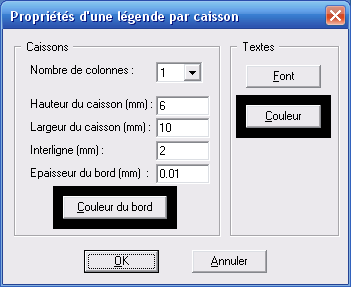 Propriétés d'une légende par caisson
Caissons
Nombre de colonnes : 1
Hauteur du caisson (mm) : 6
Largeur du caisson (mm) : 10
Interligne (mm) : 2
Epaisseur du bord (mm) : 0.01
Couleur du bord
Textes
Font
Couleur
OK
Annuler